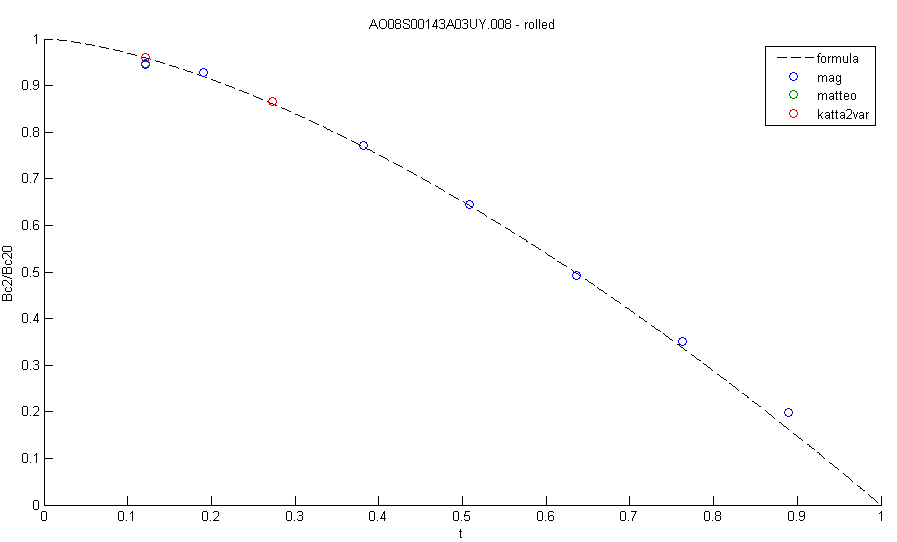 AO08S00143A03UY.008 - rolled
formula
mag
matteo
katta2var
1
0.9
0.8
0.7
0.6
0.5
0.4
0.3
0.2
0.1
0
Bc2/Bc20
0 0.1 0.2 0.3 0.4 0.5 0.6 0.7 0.8 0.9 1
t